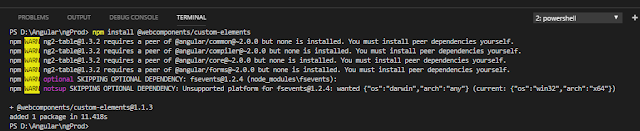 PROBLEMS OUTPUT DEBUG CONSOLE TERMINAL 2: powershell
PS D:\Angular\ngProd> npm install @webcomponents/custom-elements
npm WARN ng2-table@1.3.2 requires a peer of @angular/common@~2.0.0 but none is installed. You must install peer dependencies yourself.
npm WARN ng2-table@1.3.2 requires a peer of @angular/compiler@~2.0.0 but none is installed. You must install peer dependencies yourself.
npm WARN ng2-table@1.3.2 requires a peer of @angular/core@~2.0.0 but none is installed. You must install peer dependencies yourself.
npm WARN ng2-table@1.3.2 requires a peer of @angular/forms@~2.0.0 but none is installed. You must install peer dependencies yourself.
npm WARN optional SKIPPING OPTIONAL DEPENDENCY: fsevents@1.2.4 (node_modules\fsevents):
npm WARN notsup SKIPPING OPTIONAL DEPENDENCY: Unsupported platform for fsevents@1.2.4: wanted {"os":"darwin","arch":"any"} (current: {"os":"win32","arch":"x64"})
+ @webcomponents/custom-elements@1.1.3
added 1 package in 11.418s
PS D:\Angular\ngProd>